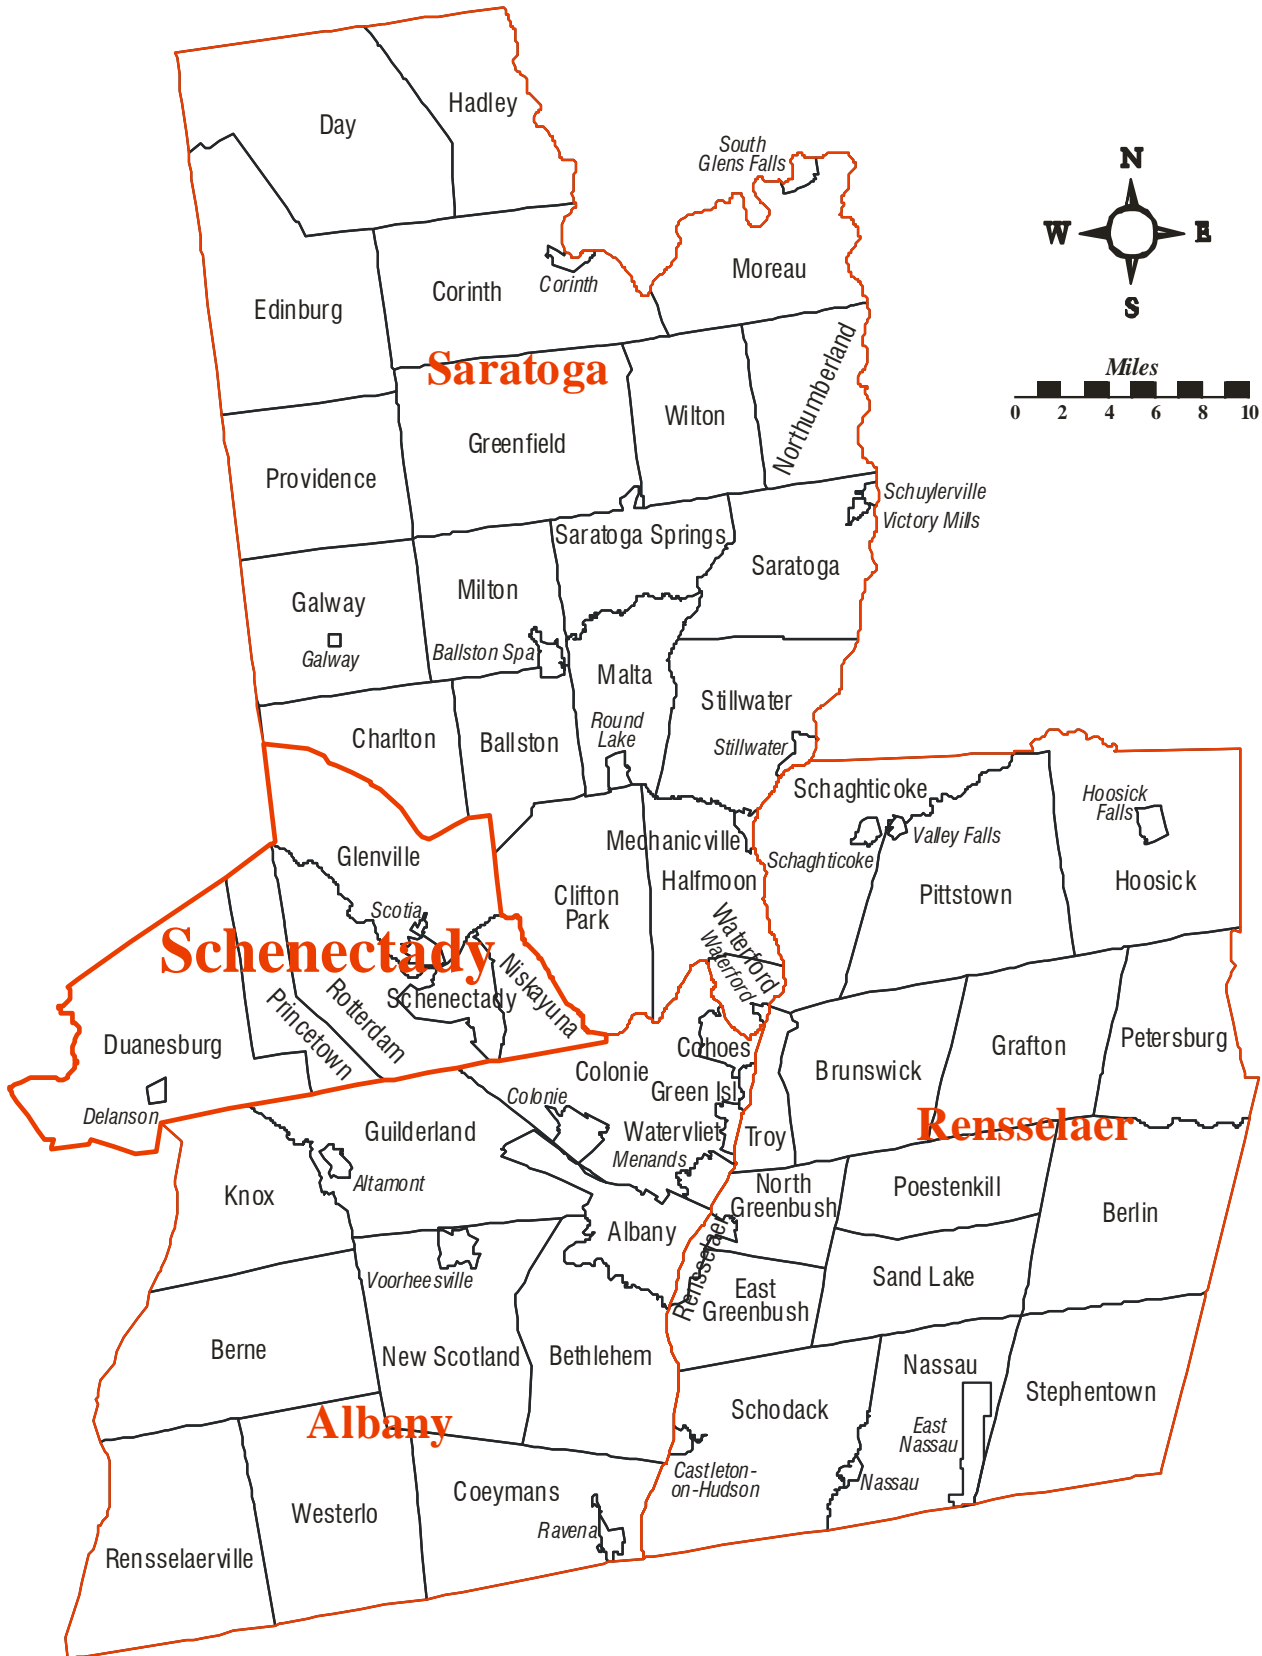 Hadley
Day
South
Glens Falls
N
W
E
S
Moreau
Corinth
Corinth
Edinburg
Saratoga
Miles
0 2 4 6 8 10
Northumberland
Wilton
Greenfield
Providence
Schuylerville
Victory Mills
Saratoga Springs
Saratoga
Milton
Galway
Galway
Ballston Spa
Malta
Stillwater
Round
Lake
Stillwater
Charlton
Ballston
Schaghticoke
Hoosick
Falls
Mechanicville
Valley Falls
Schaghticoke
Glenville
Halfmoon
Hoosick
Pittstown
Clifton
Park
Scotia
Waterford
Waterford
Schenectady
Niskayuna
Schenectady
Rotterdam
Princetown
Duanesburg
Delanson
Cohoes
Colonie
Green Isl
Colonie
Brunswick
Grafton
Petersburg
Rensselaer
Guilderland
Watervliet
Menands
Troy
Altamont
Knox
North
Greenbush
Poestenkill
Berlin
Albany
Rensselaer
Voorheesville
Sand Lake
East
Greenbush
Berne
New Scotland
Bethlehem
Nassau
Stephentown
Schodack
Albany
East
Nassau
Castleton-
on-Hudson
Nassau
Coeymans
Westerlo
Ravena
Rensselaerville